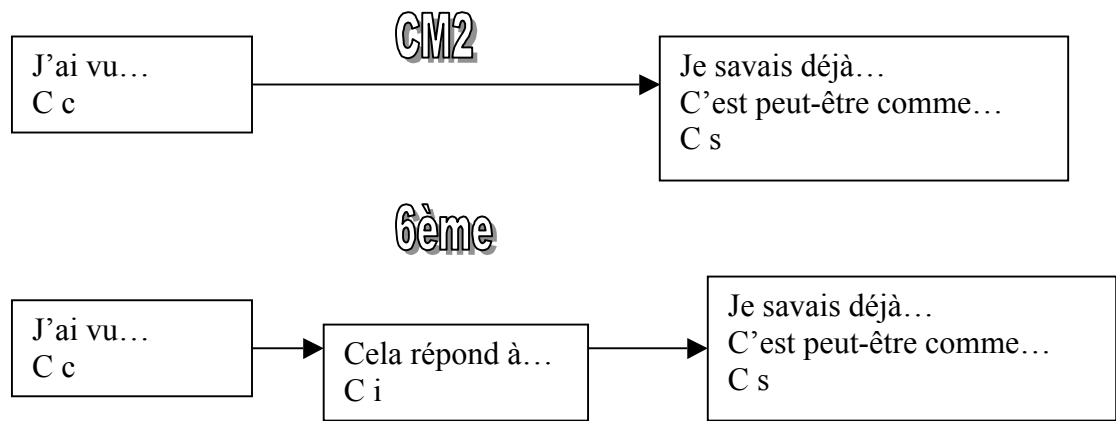 CM2
J’ai vu…
C c
Je savais déjà…
C’est peut-être comme…
C s
6ème
J’ai vu…
C c
Cela répond à…
C i
Je savais déjà…
C’est peut-être comme…
C s